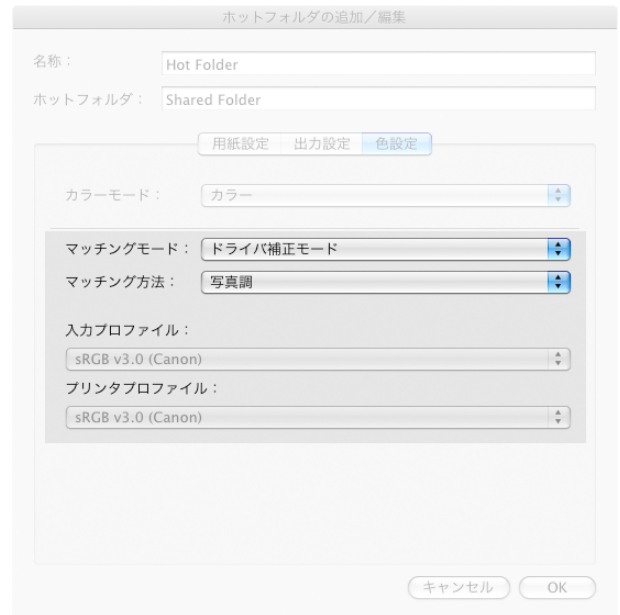 ホットフォルダの追加／編集
名称： Hot Folder
ホットフォルダ： Shared Folder
用紙設定 出力設定 色設定
カラーモード： カラー
マッチングモード： ドライバ補正モード
マッチング方法： 写真調
入力プロファイル：
sRGB v3.0 (Canon)
プリンタプロファイル：
sRGB v3.0 (Canon)
キャンセル OK